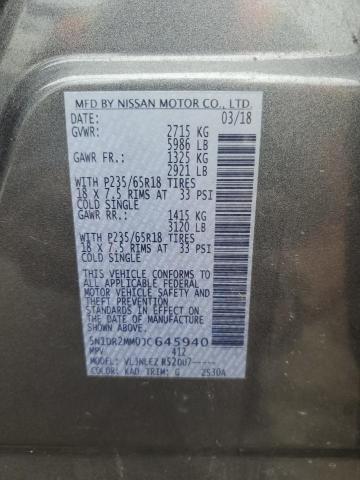 MFD BY NISSAN MOTOR CO., LTD.
DATE: 03/18
GVWR: 2715 KG
5986 LB
GAWR FR.: 1325 KG
2921 LB
WITH P235/65R18 TIRES
18 X 7.5 RIMS AT 33 PSI
COLD SINGLE
GAWR RR: 1415 KG
3120 LB
WITH P235/65R18 TIRES
18 X 7.5 RIMS AT 33 PSI
COLD SINGLE
THIS VEHICLE CONFORMS TO
ALL APPLICABLE FEDERAL
MOTOR VEHICLE SAFETY
AND THEFT PREVENTION
STANDARDS IN EFFECT ON
THE DATE OF MANUFACTURE
SHOWN ABOVE.
5N1DR2MM0JC645940
MPV 412
COLOR: KAD TRIM: G 2530A